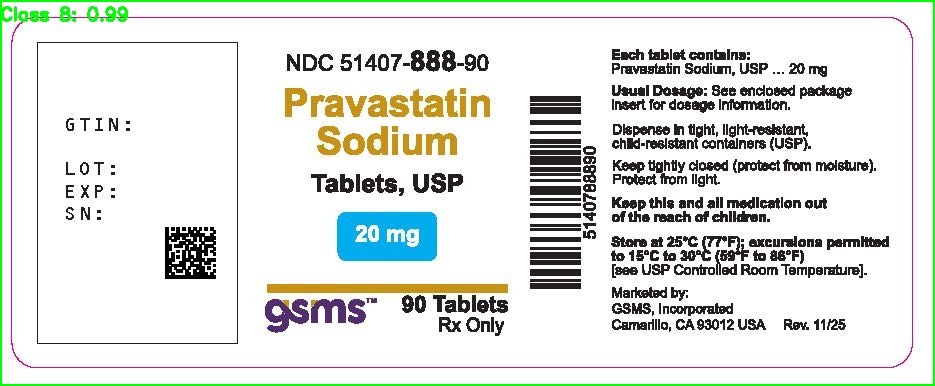 Class 8: 0.99
GTIN:
LOT:
EXP:
SN:
NDC 51407-888-90
Pravastatin
Sodium
Tablets, USP
20 mg
gsms™
90 Tablets
Rx Only
5140788890
Each tablet contains:
Pravastatin Sodium, USP ... 20 mg
Usual Dosage: See enclosed package
insert for dosage information.
Dispense in tight, light-resistant,
child-resistant containers (USP).
Keep tightly closed (protect from moisture).
Protect from light.
Keep this and all medication out
of the reach of children.
Store at 25°C (77°F); excursions permitted
to 15°C to 30°C (59°F to 86°F)
[see USP Controlled Room Temperature].
Marketed by:
GSMS, Incorporated
Camarillo, CA 93012 USA Rev. 11/25